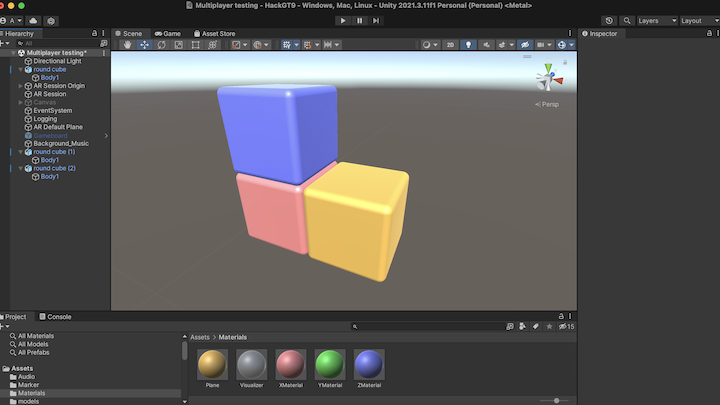 Multiplayer testing - HackGT9 - Windows, Mac, Linux - Unity 2021.3.11f1 Personal (Personal) <Metal>
A
Layers
Layout
Hierarchy
Scene
Game
Asset Store
Inspector
All
2D
Multiplayer testing*
Directional Light
round cube
Body1
AR Session Origin
AR Session
Canvas
EventSystem
Logging
AR Default Plane
Gameboard
Background_Music
round cube (1)
Body1
round cube (2)
Body1
Persp
Project
Console
15
All Materials
All Models
All Prefabs
Assets
Audio
Marker
Materials
models
Assets > Materials
Plane
Visualizer
XMaterial
YMaterial
ZMaterial